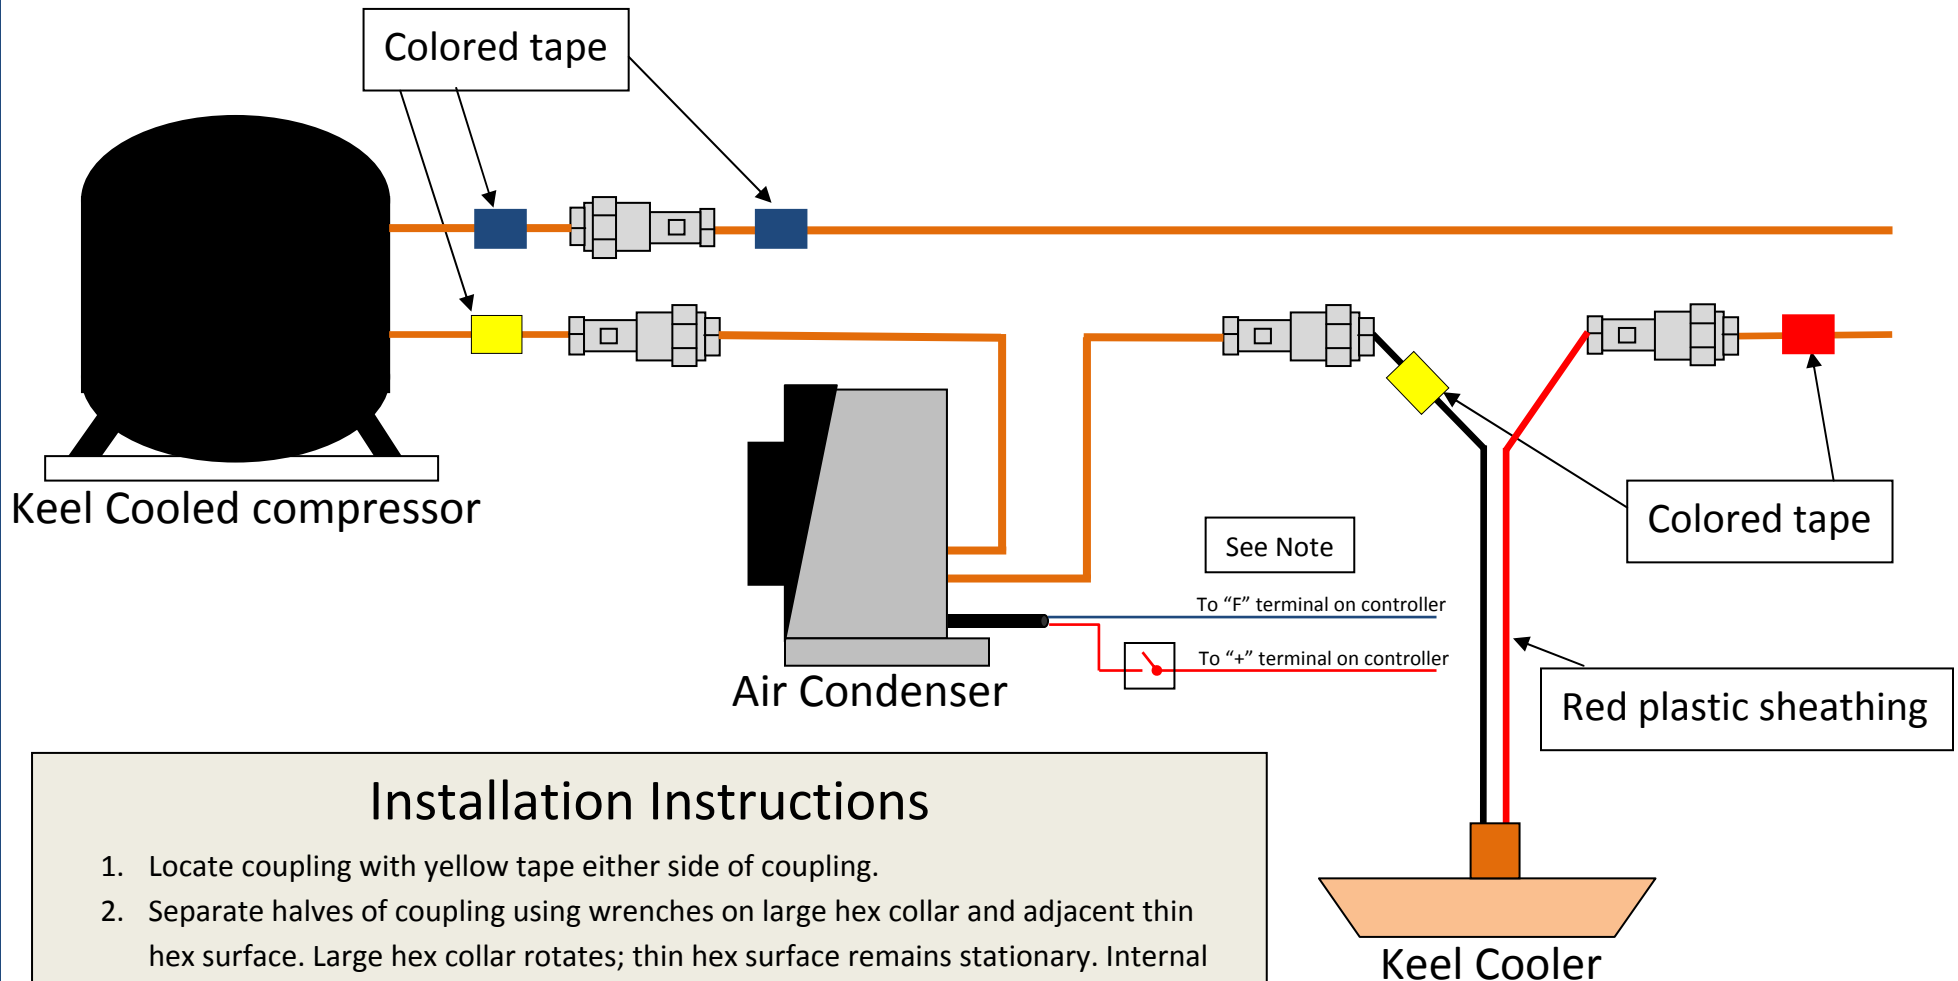 Colored tape
Keel Cooled compressor
Colored tape
See Note
To “F” terminal on controller
To “+” terminal on controller
Air Condenser
Red plastic sheathing
Installation Instructions
1. Locate coupling with yellow tape either side of coupling.
2. Separate halves of coupling using wrenches on large hex collar and adjacent thin
hex surface. Large hex collar rotates; thin hex surface remains stationary. Internal
Keel Cooler